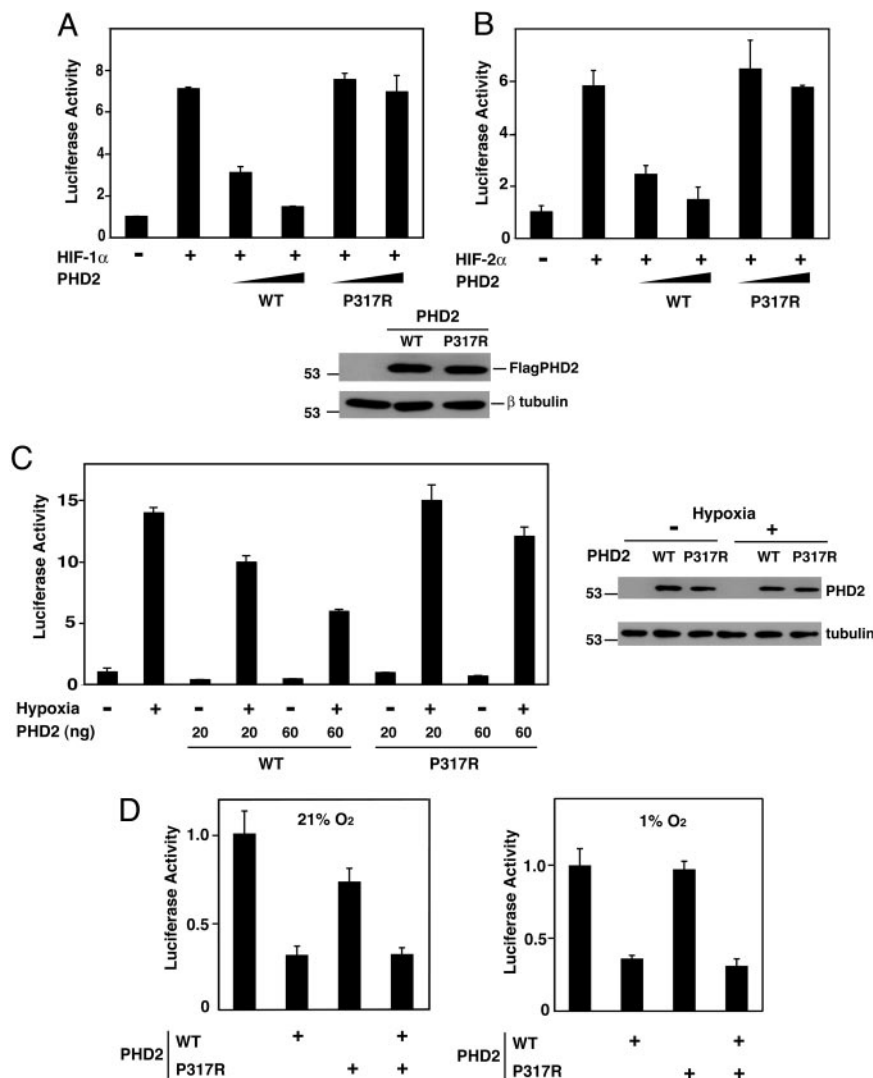 A
Luciferase Activity
8
6
4
2
0
HIF-1α - + + + + +
PHD2
WT P317R
B
Luciferase Activity
6
4
2
0
HIF-2α - + + + + +
PHD2
WT P317R
PHD2
WT P317R
53 FlagPHD2
53 β tubulin
C
Luciferase Activity
15
10
5
0
Hypoxia - + - + - + - + - +
PHD2 (ng) 20 20 60 60 20 20 60 60
WT P317R
Hypoxia
- +
PHD2 WT P317R WT P317R
53 PHD2
53 tubulin
D
21% O2
Luciferase Activity
1.0
0.5
0
PHD2
WT + +
P317R + +
1% O2
Luciferase Activity
1.0
0.5
0
PHD2
WT + +
P317R + +